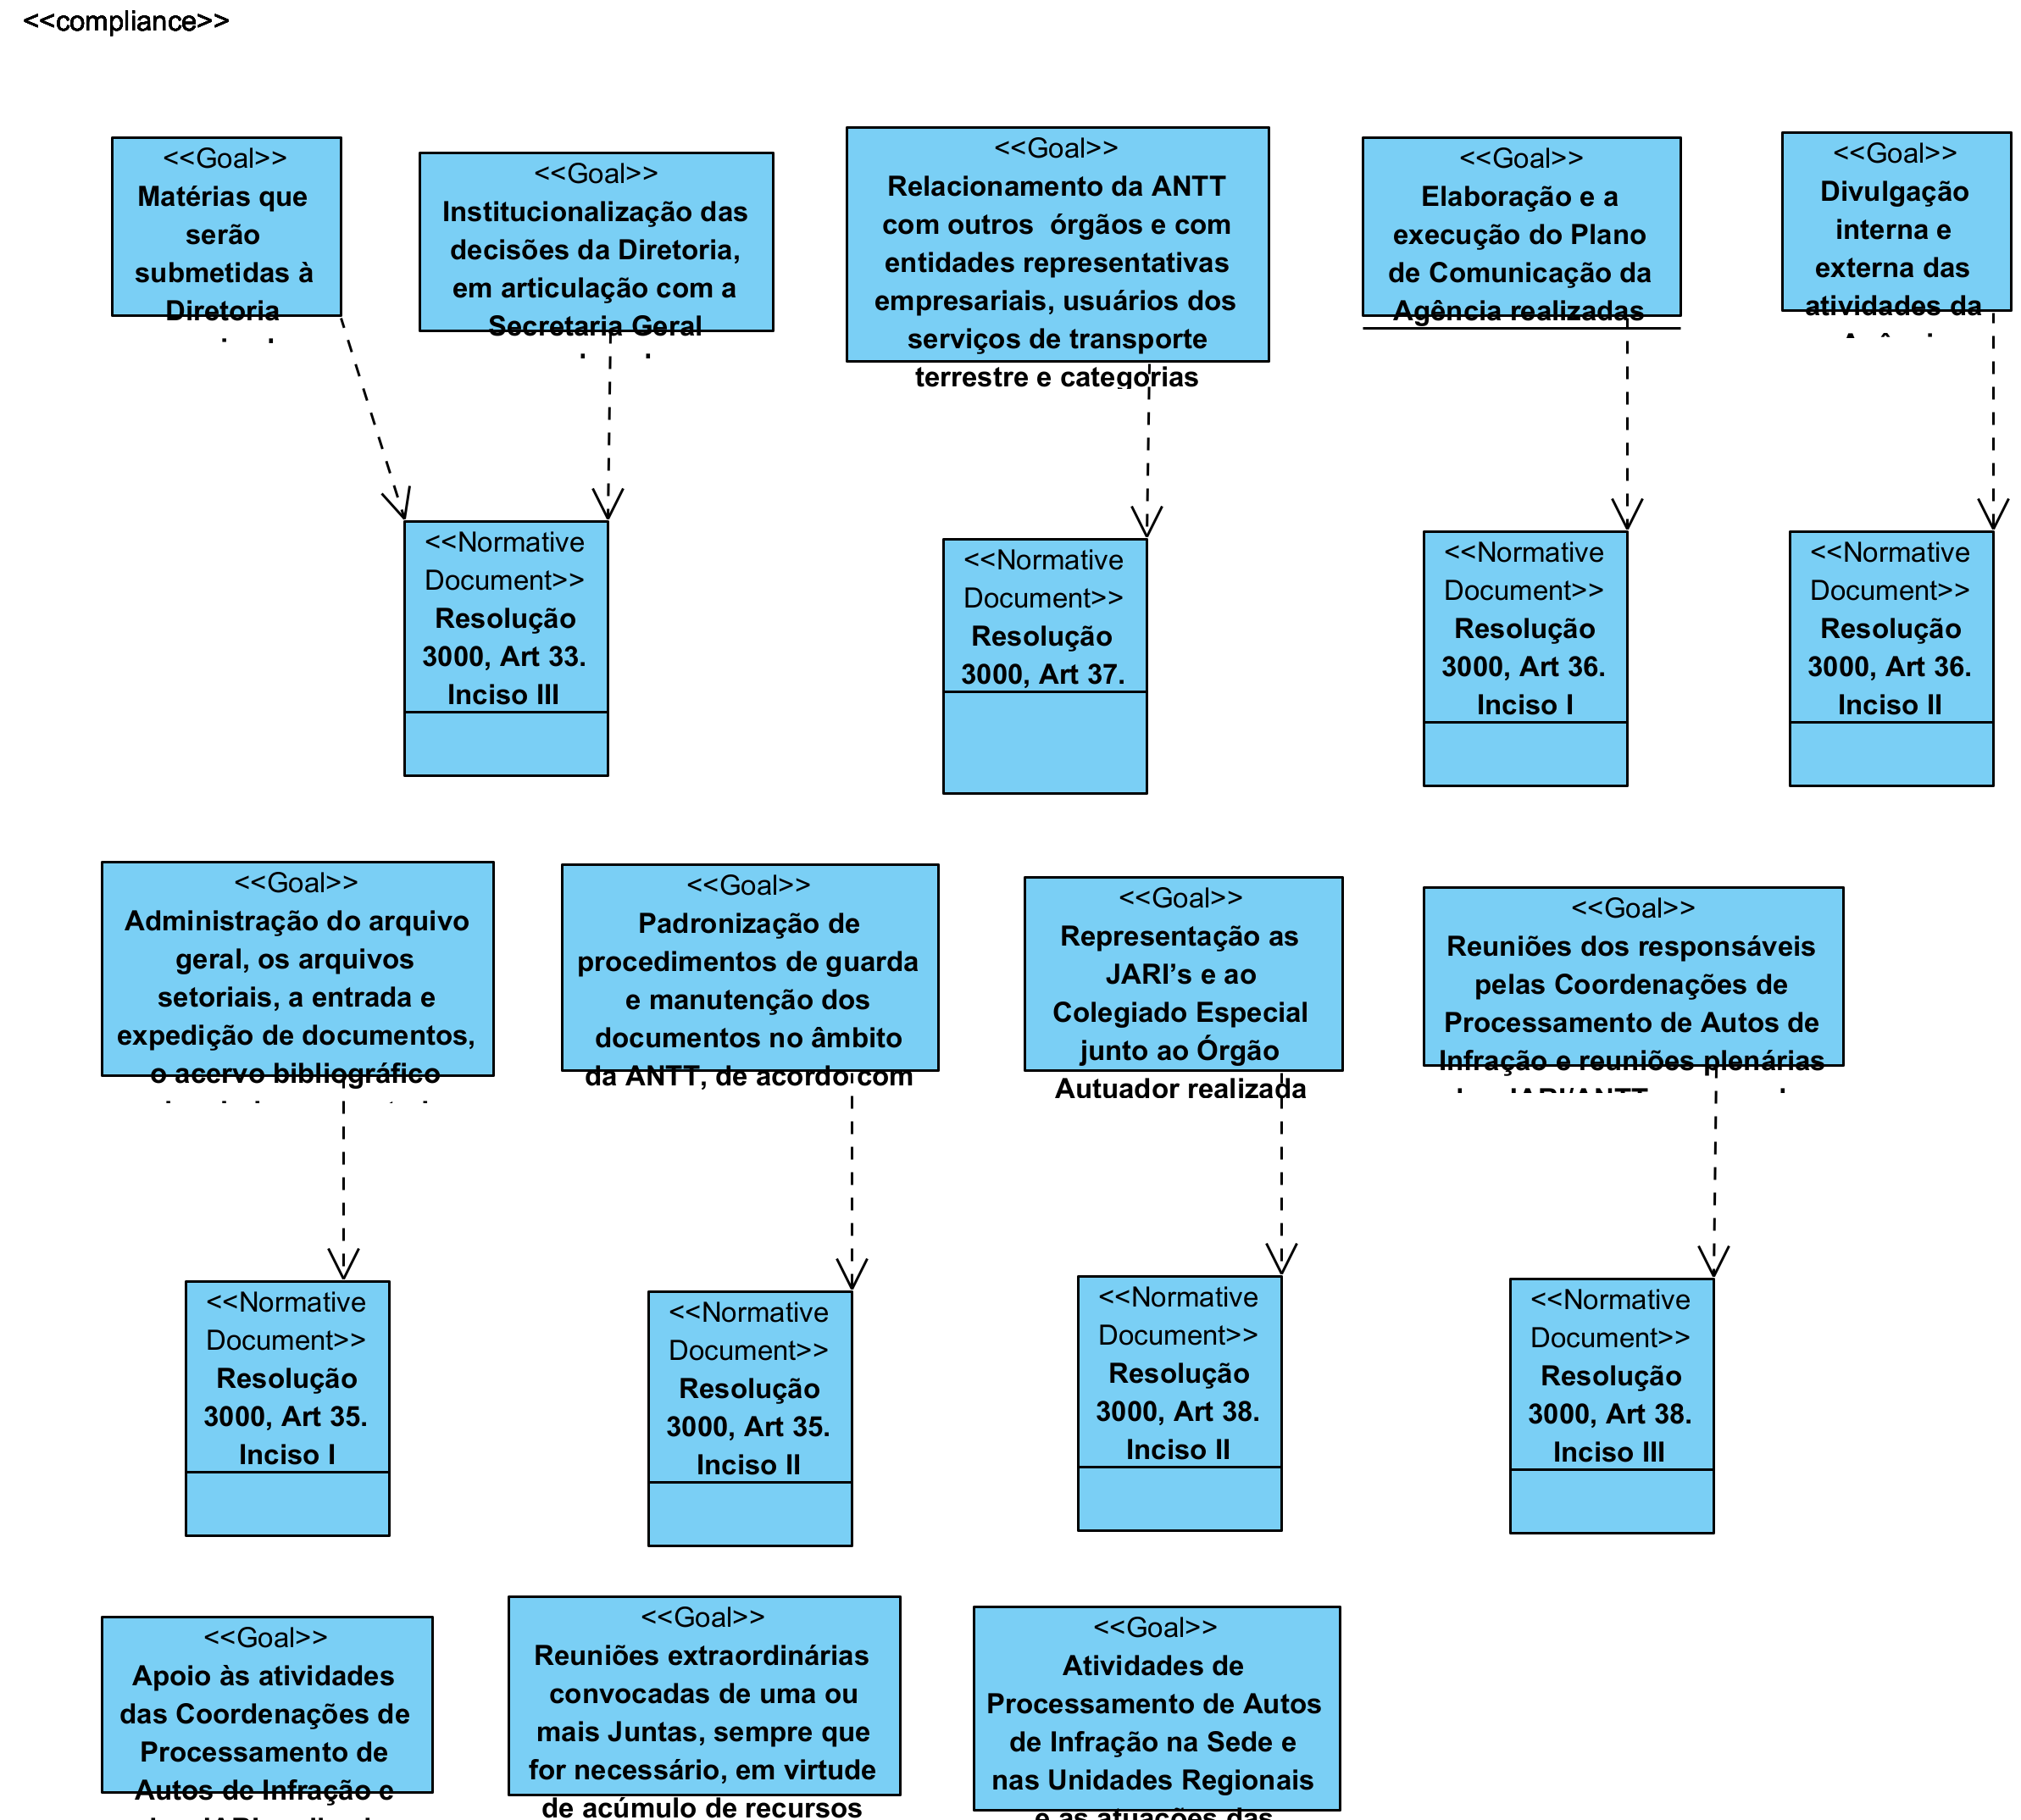 <<compliance>>
<<Goal>>
Matérias que
serão
submetidas à
Diretoria
<<Goal>>
Institucionalização das
decisões da Diretoria,
em articulação com a
Secretaria Geral
<<Goal>>
Relacionamento da ANTT
com outros  órgãos e com
entidades representativas
empresariais, usuários dos
serviços de transporte
terrestre e categorias
<<Goal>>
Elaboração e a
execução do Plano
de Comunicação da
Agência realizadas
<<Goal>>
Divulgação
interna e
externa das
atividades da
<<Normative
Document>>
Resolução
3000, Art 33.
Inciso III
<<Normative
Document>>
Resolução
3000, Art 37.
<<Normative
Document>>
Resolução
3000, Art 36.
Inciso I
<<Normative
Document>>
Resolução
3000, Art 36.
Inciso II
<<Goal>>
Administração do arquivo
geral, os arquivos
setoriais, a entrada e
expedição de documentos,
o acervo bibliográfico
<<Goal>>
Padronização de
procedimentos de guarda
e manutenção dos
documentos no âmbito
da ANTT, de acordo com
<<Goal>>
Representação as
JARI’s e ao
Colegiado Especial
junto ao Órgão
Autuador realizada
<<Goal>>
Reuniões dos responsáveis
pelas Coordenações de
Processamento de Autos de
Infração e reuniões plenárias
<<Normative
Document>>
Resolução
3000, Art 35.
Inciso I
<<Normative
Document>>
Resolução
3000, Art 35.
Inciso II
<<Normative
Document>>
Resolução
3000, Art 38.
Inciso II
<<Normative
Document>>
Resolução
3000, Art 38.
Inciso III
<<Goal>>
Apoio às atividades
das Coordenações de
Processamento de
Autos de Infração e
<<Goal>>
Reuniões extraordinárias
convocadas de uma ou
mais Juntas, sempre que
for necessário, em virtude
de acúmulo de recursos
<<Goal>>
Atividades de
Processamento de Autos
de Infração na Sede e
nas Unidades Regionais
e as atuações das